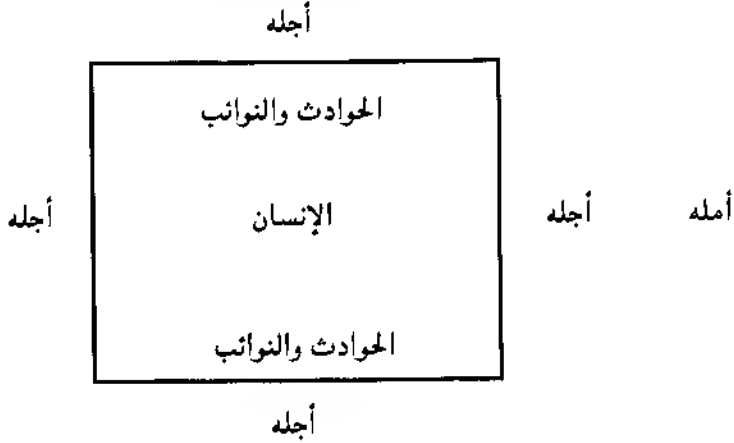 أجله
الحوادث والنوائب
أمله أجله الإنسان أجله
الحوادث والنوائب
أجله